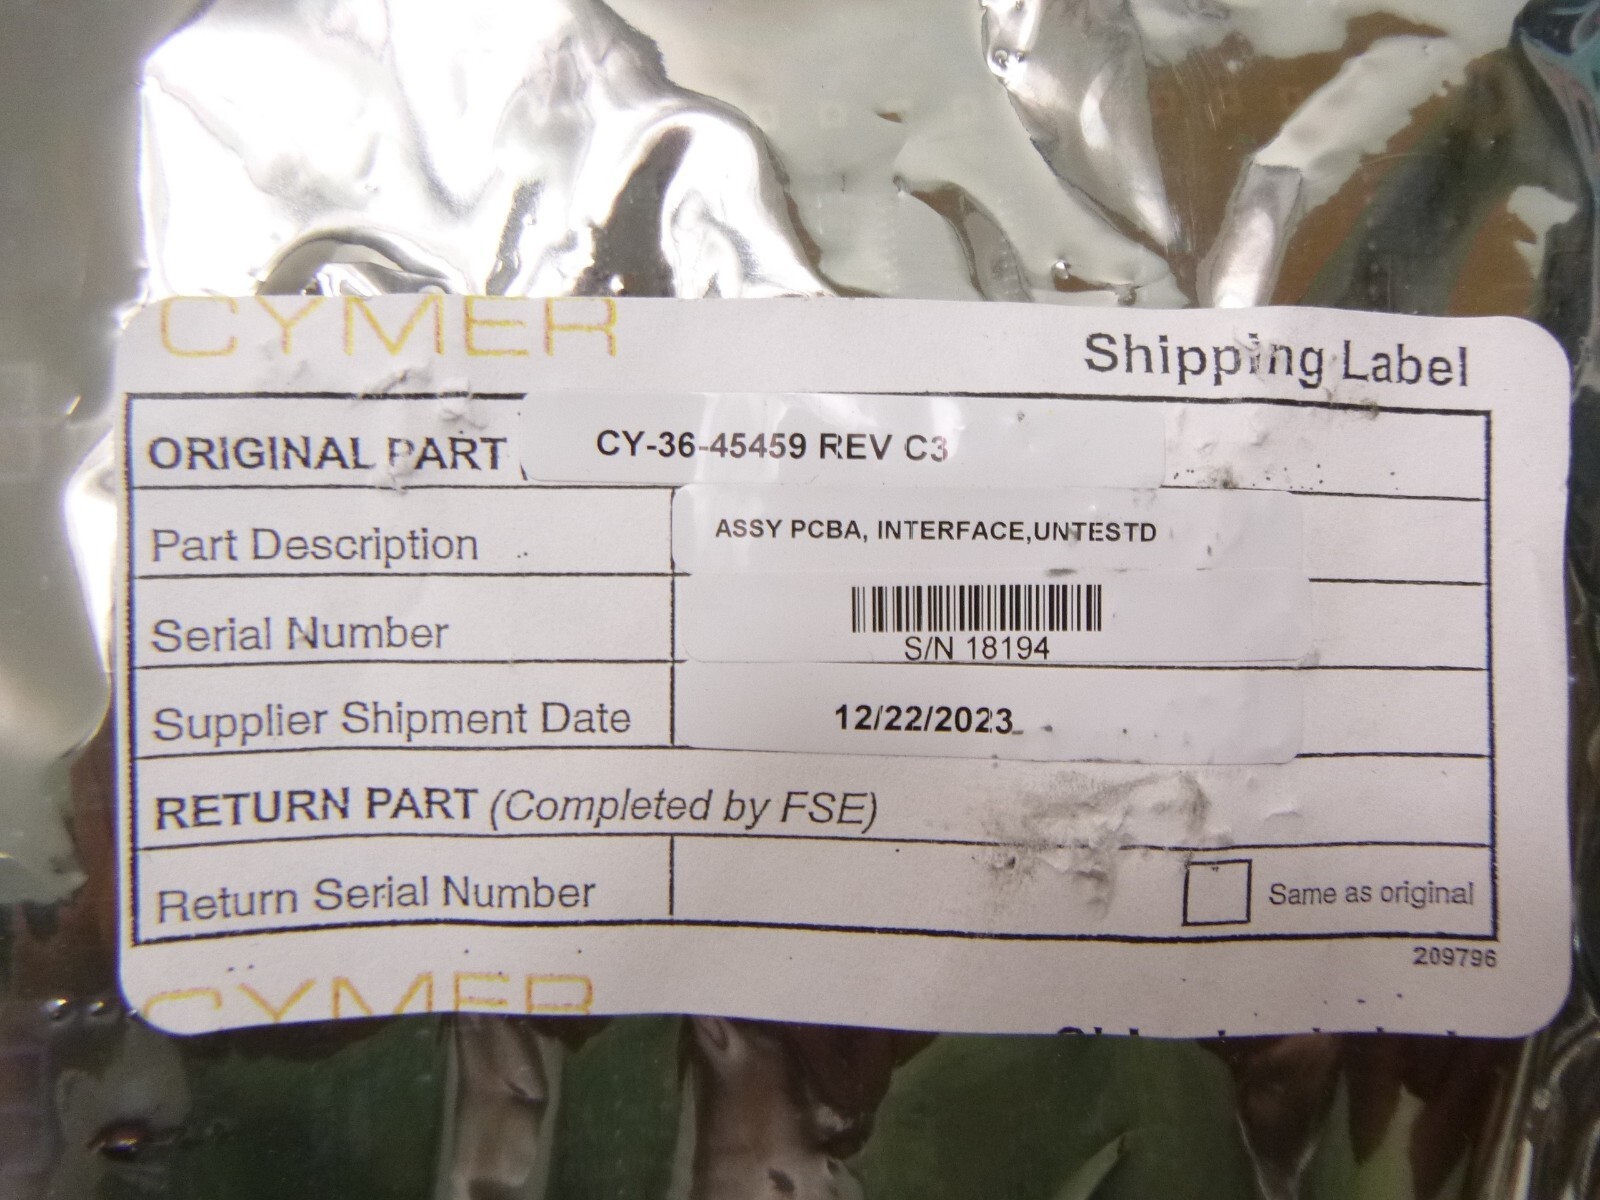 CYMER
Shipping Label
ORIGINAL PART CY-36-45459 REV C3
Part Description ASSY PCBA, INTERFACE,UNTESTD
Serial Number S/N 18194
Supplier Shipment Date 12/22/2023
RETURN PART (Completed by FSE)
Return Serial Number Same as original
209796
CYMER